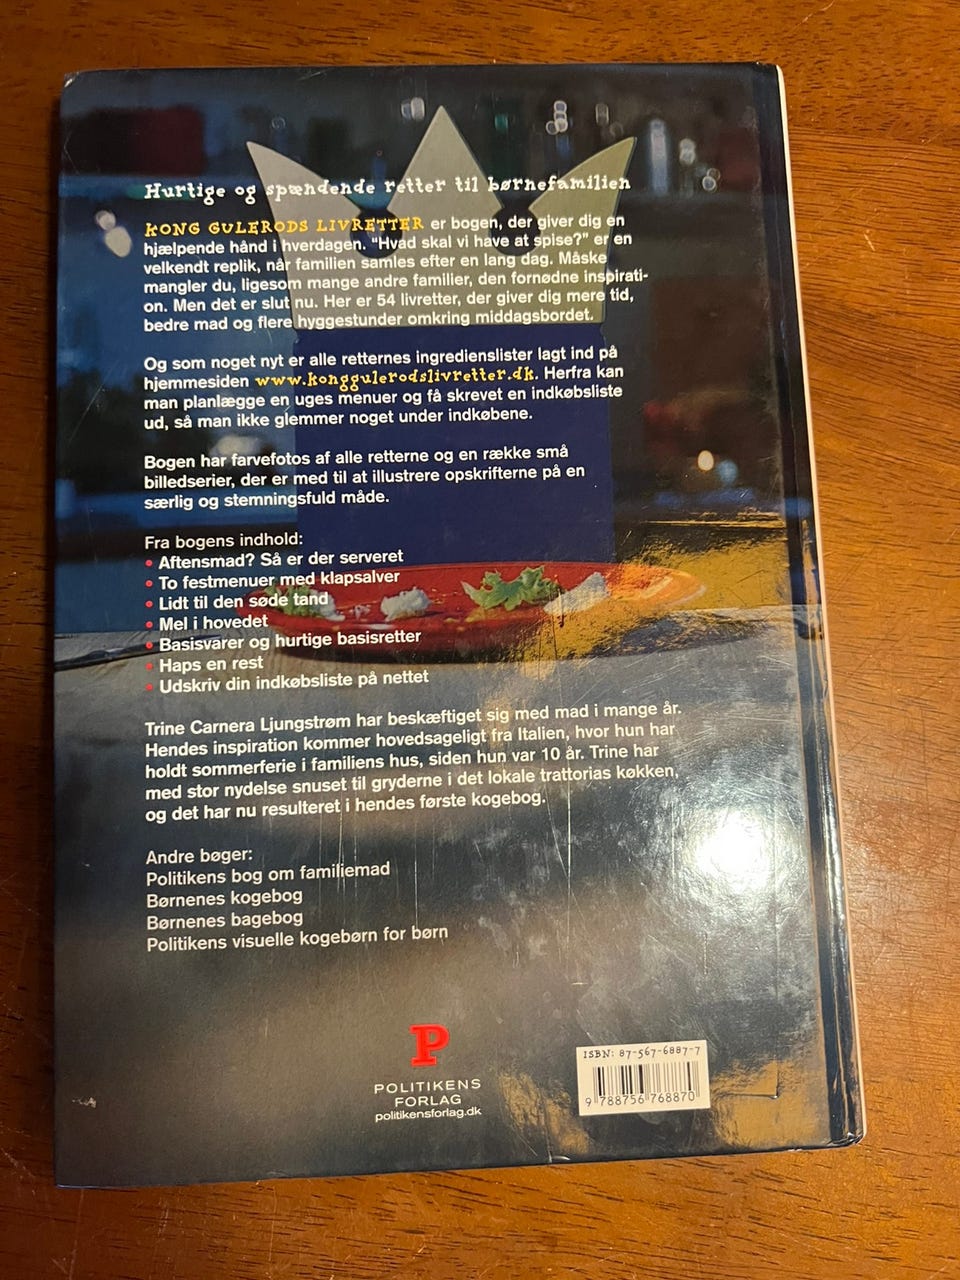 Hurtige og spændende retter til børnefamilien
KONG GULERODS LIVRETTER er bogen, der giver dig en
hjælpende hånd i hverdagen. "Hvad skal vi have at spise?" er en
velkendt replik, når familien samles efter en lang dag. Måske
mangler du, ligesom mange andre familier, den fornødne inspirati-
on. Men det er slut nu. Her er 54 livretter, der giver dig mere tid,
bedre mad og flere hyggestunder omkring middagsbordet.
Og som noget nyt er alle retternes ingredienslister lagt ind på
hjemmesiden www.konggulerodslivretter.dk. Herfra kan
man planlægge en uges menuer og få skrevet en indkøbsliste
ud, så man ikke glemmer noget under indkøbene.
Bogen har farvefotos af alle retterne og en række små
billedserier, der er med til at illustrere opskrifterne på en
særlig og stemningsfuld måde.
Fra bogens indhold:
• Aftensmad? Så er der serveret
• To festmenuer med klapsalver
• Lidt til den søde tand
• Mel i hovedet
• Basisvarer og hurtige basisretter
• Haps en rest
• Udskriv din indkøbsliste på nettet
Trine Carnera Ljungstrøm har beskæftiget sig med mad i mange år.
Hendes inspiration kommer hovedsageligt fra Italien, hvor hun har
holdt sommerferie i familiens hus, siden hun var 10 år. Trine har
med stor nydelse snuset til gryderne i det lokale trattorias køkken,
og det har nu resulteret i hendes første kogebog.
Andre bøger:
Politikens bog om familiemad
Børnenes kogebog
Børnenes bagebog
Politikens visuelle kogebørn for børn
P
POLITIKENS
FORLAG
politikensforlag.dk
ISBN: 87-567-6887-7
9 788756 768870